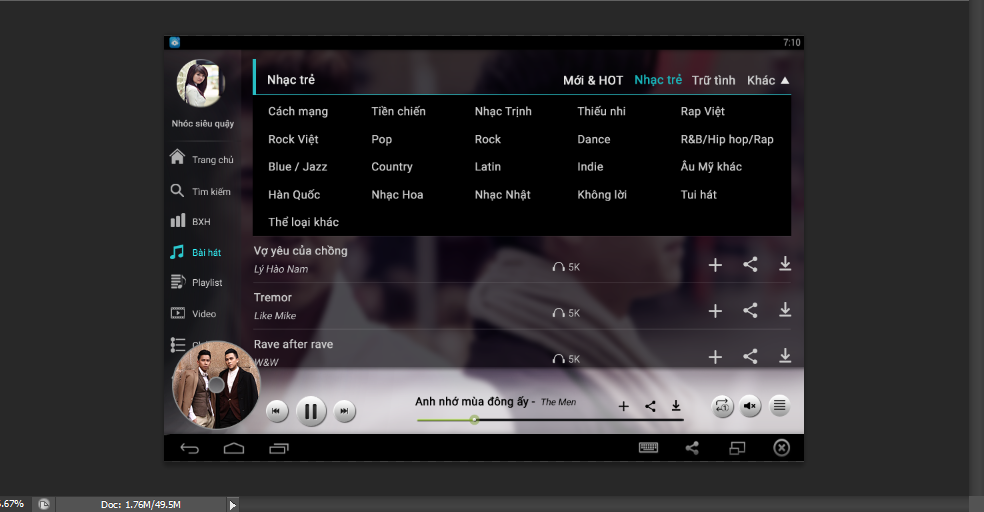 7:10
Nhạc trẻ
Mới & HOT Nhạc trẻ Trữ tình Khác
Cách mạng Tiền chiến Nhạc Trịnh Thiếu nhi Rap Việt
Rock Việt Pop Rock Dance R&B/Hip hop/Rap
Blue / Jazz Country Latin Indie Âu Mỹ khác
Hàn Quốc Nhạc Hoa Nhạc Nhật Không lời Tui hát
Thể loại khác
Nhóc siêu quậy
Trang chủ
Tìm kiếm
BXH
Bài hát
Playlist
Video
Vợ yêu của chồng
Lý Hào Nam
5K
Tremor
Like Mike
5K
Rave after rave
W&W
5K
Anh nhớ mùa đông ấy - The Men
1
.67%
Doc: 1.76M/49.5M